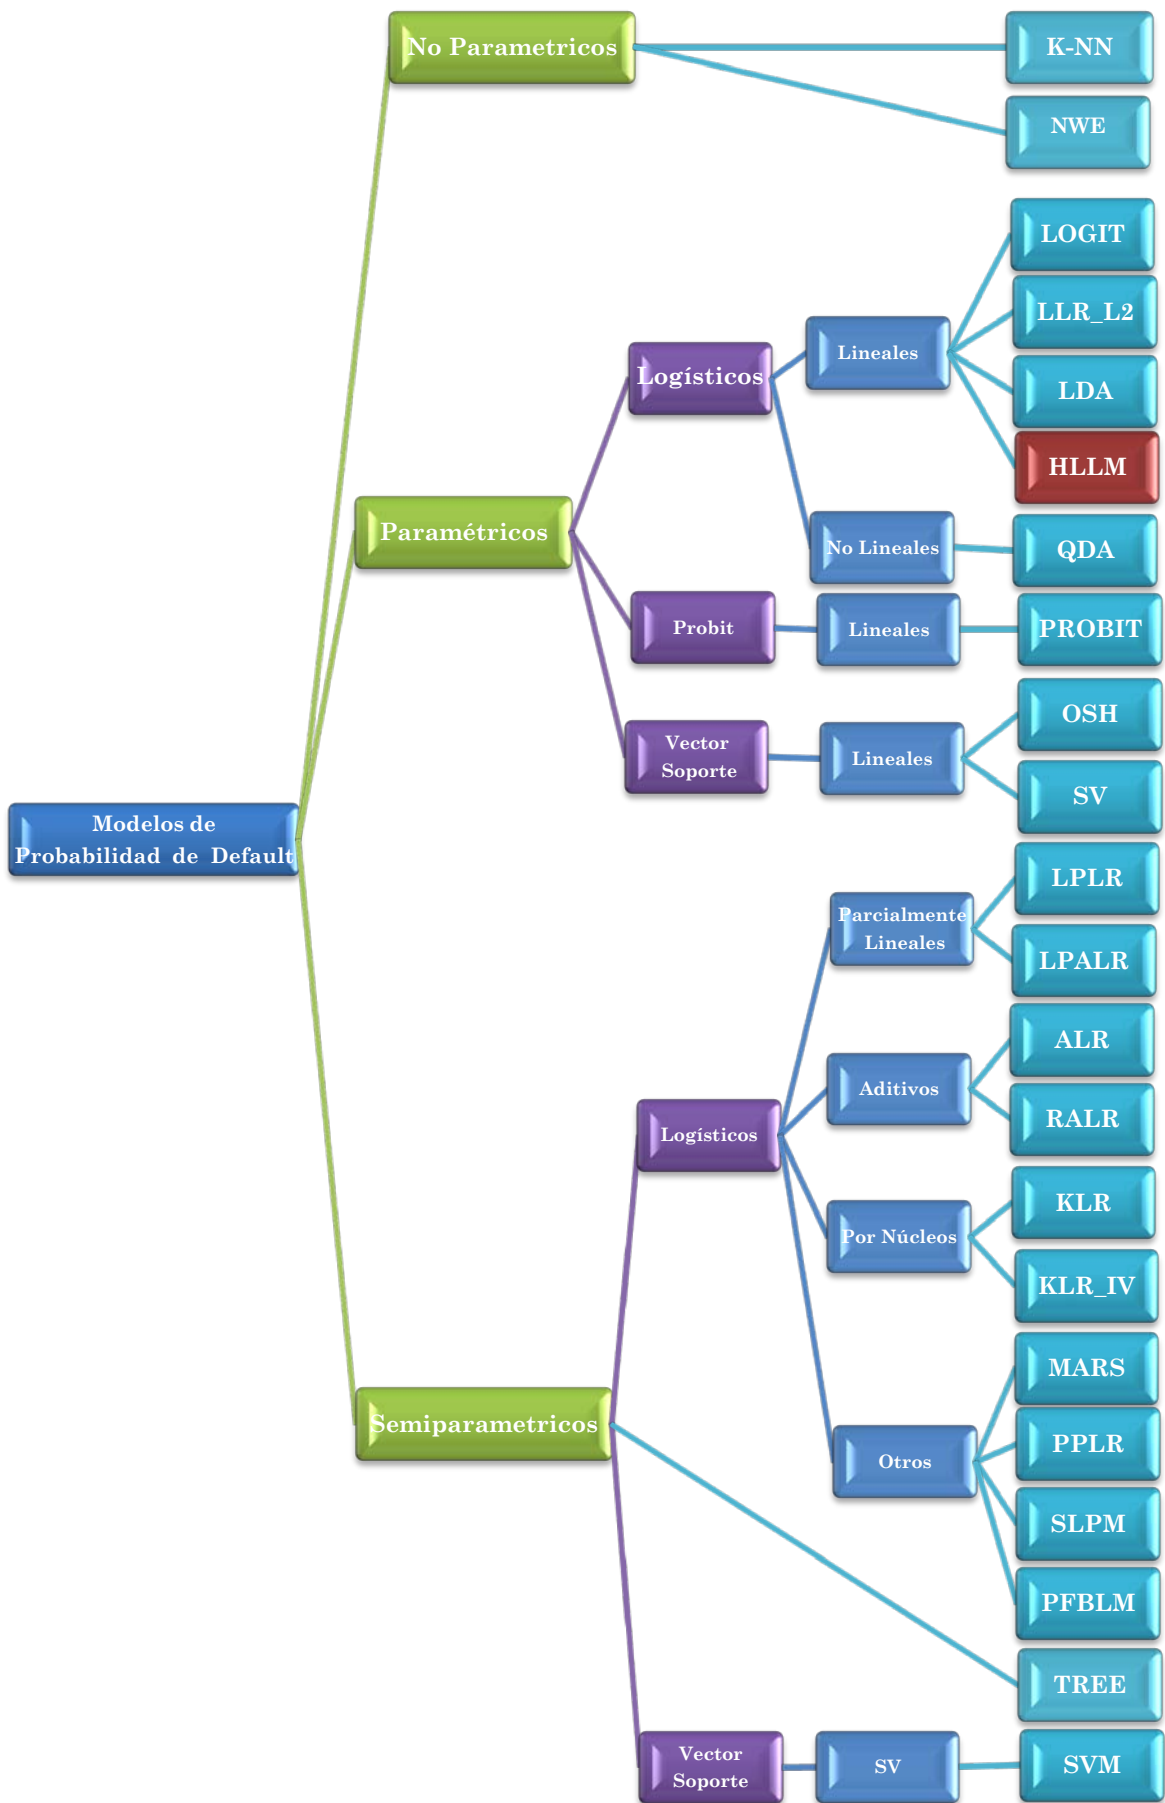 No Parametricos
K-NN
NWE
LOGIT
LLR_L2
Lineales
Logísticos
LDA
HLLM
Paramétricos
No Lineales
QDA
Probit
Lineales
PROBIT
OSH
Vector
Soporte
Lineales
SV
Modelos de
Probabilidad de Default
LPLR
Parcialmente
Lineales
LPALR
ALR
Aditivos
RALR
Logísticos
KLR
Por Núcleos
KLR_IV
MARS
Semiparametricos
PPLR
Otros
SLPM
PFBLM
TREE
Vector
Soporte
SV
SVM